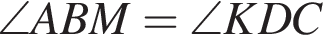 ∠ABM = ∠KDC